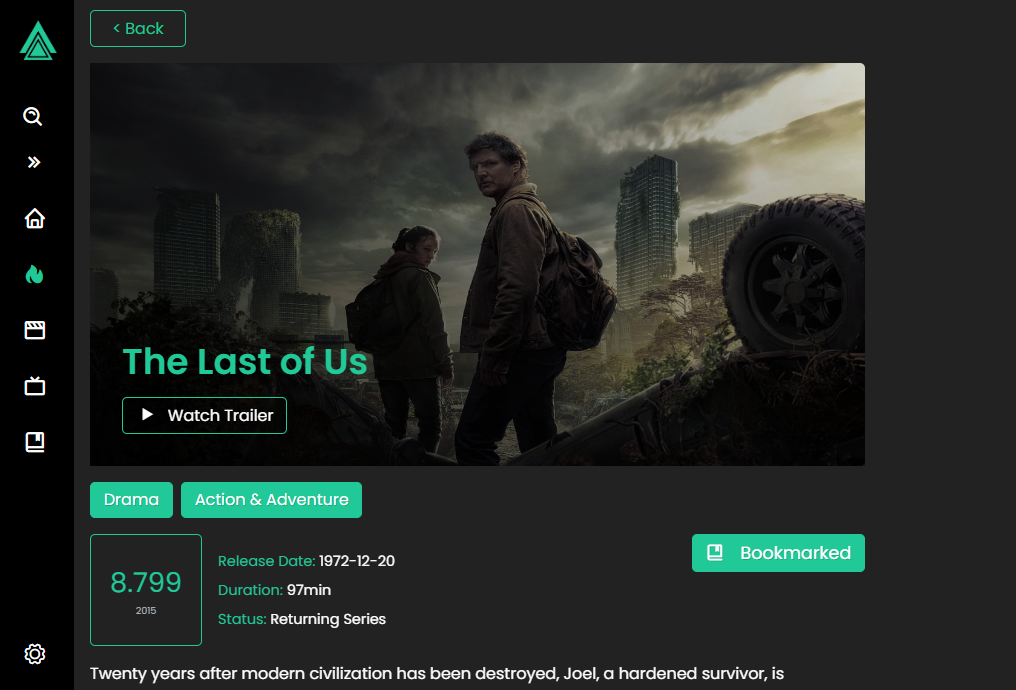 < Back
The Last of Us
Watch Trailer
Drama
Action & Adventure
8.799
2015
Release Date: 1972-12-20
Duration: 97min
Status: Returning Series
Bookmarked
Twenty years after modern civilization has been destroyed, Joel, a hardened survivor, is